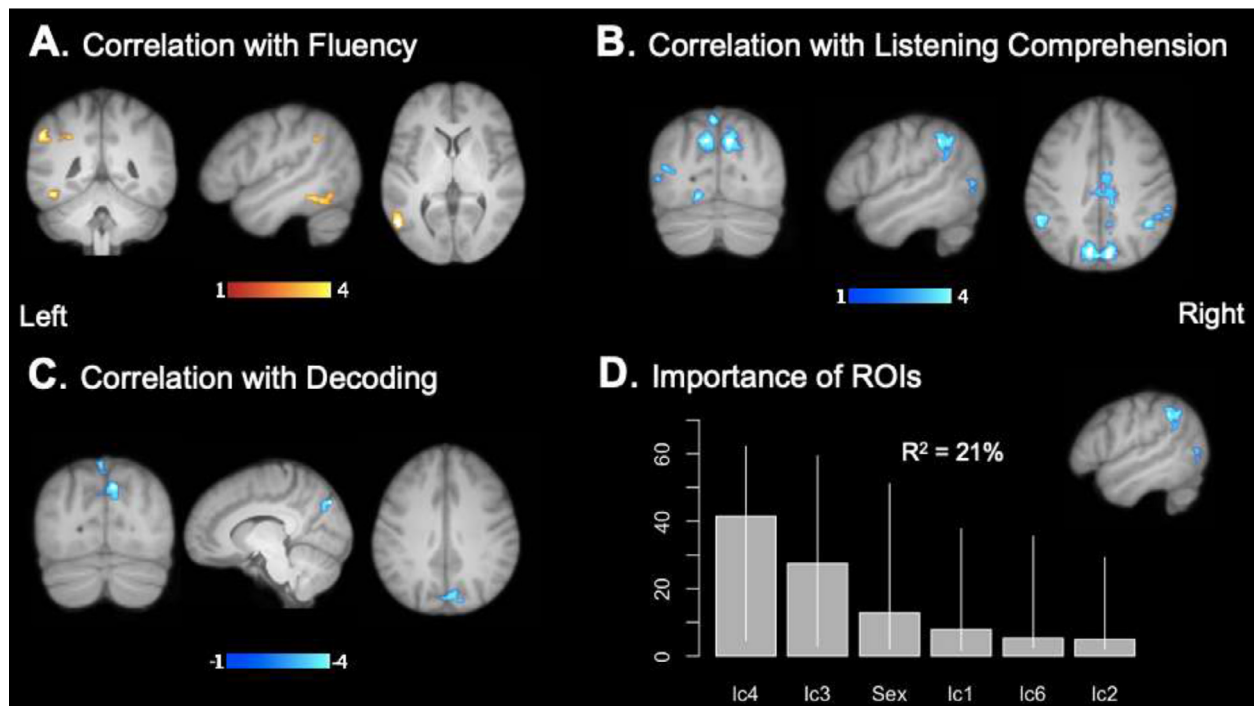 A. Correlation with Fluency
1 4
Left
B. Correlation with Listening Comprehension
1 4
Right
C. Correlation with Decoding
-1 -4
D. Importance of ROIs
R² = 21%
60
40
20
0
lc4 lc3 Sex lc1 lc6 lc2